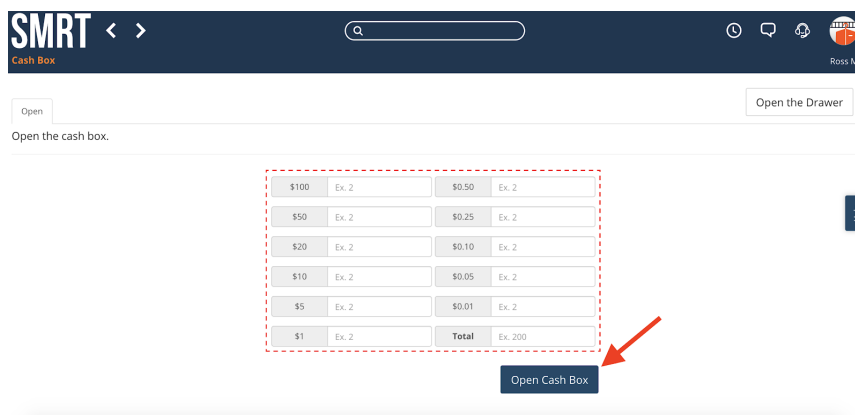 SMRT
Cash Box
Ross M
Open the Drawer
Open
Open the cash box.
$100 Ex. 2 $0.50 Ex. 2
$50 Ex. 2 $0.25 Ex. 2
$20 Ex. 2 $0.10 Ex. 2
$10 Ex. 2 $0.05 Ex. 2
$5 Ex. 2 $0.01 Ex. 2
$1 Ex. 2 Total Ex. 200
Open Cash Box